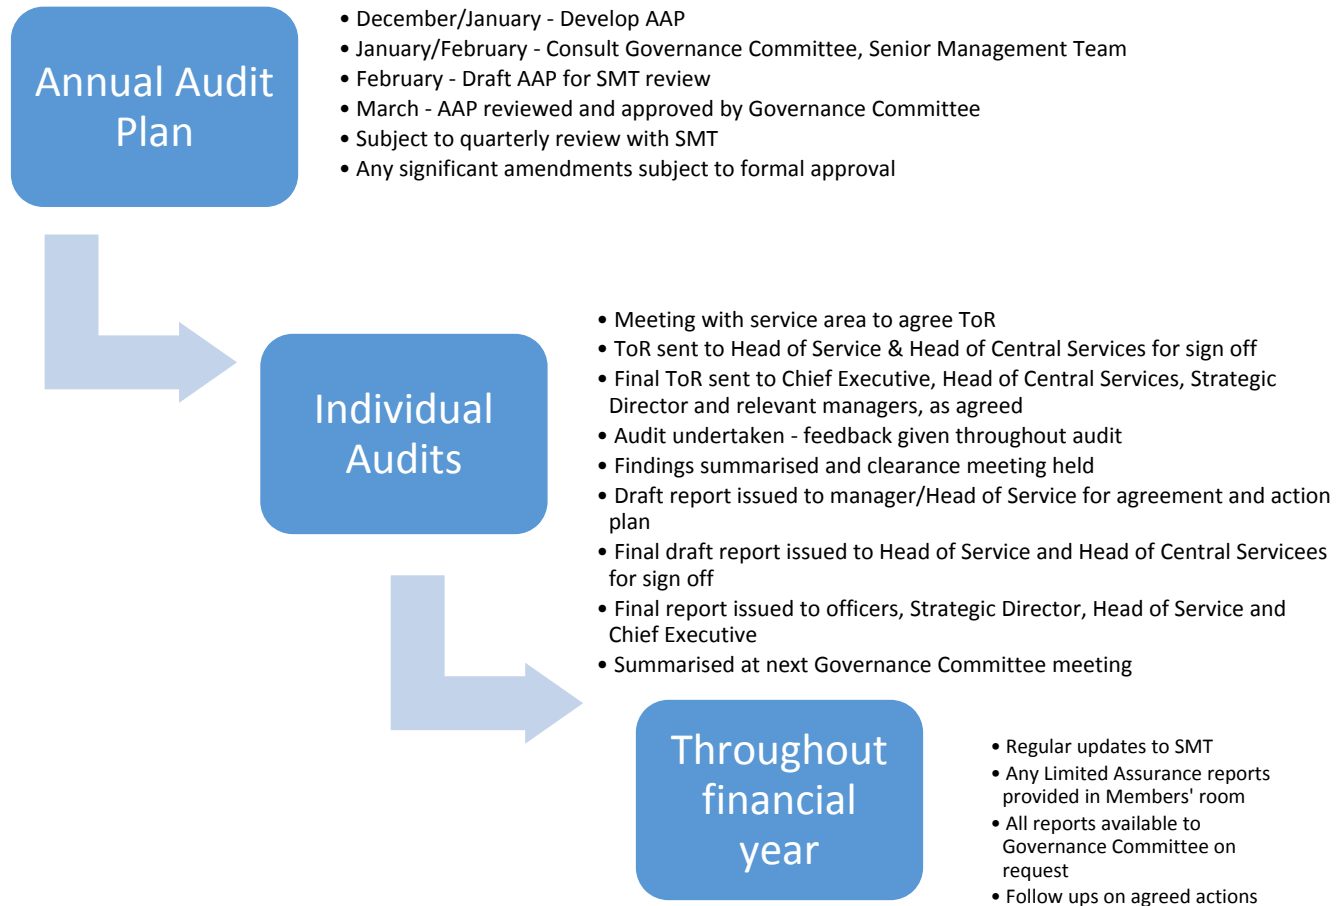 Annual Audit
Plan
• December/January - Develop AAP
• January/February - Consult Governance Committee, Senior Management Team
• February - Draft AAP for SMT review
• March - AAP reviewed and approved by Governance Committee
• Subject to quarterly review with SMT
• Any significant amendments subject to formal approval
Individual
Audits
• Meeting with service area to agree ToR
• ToR sent to Head of Service & Head of Central Services for sign off
• Final ToR sent to Chief Executive, Head of Central Services, Strategic
Director and relevant managers, as agreed
• Audit undertaken - feedback given throughout audit
• Findings summarised and clearance meeting held
• Draft report issued to manager/Head of Service for agreement and action
plan
• Final draft report issued to Head of Service and Head of Central Servicees
for sign off
• Final report issued to officers, Strategic Director, Head of Service and
Chief Executive
• Summarised at next Governance Committee meeting
Throughout
financial
year
• Regular updates to SMT
• Any Limited Assurance reports
provided in Members' room
• All reports available to
Governance Committee on
request
• Follow ups on agreed actions